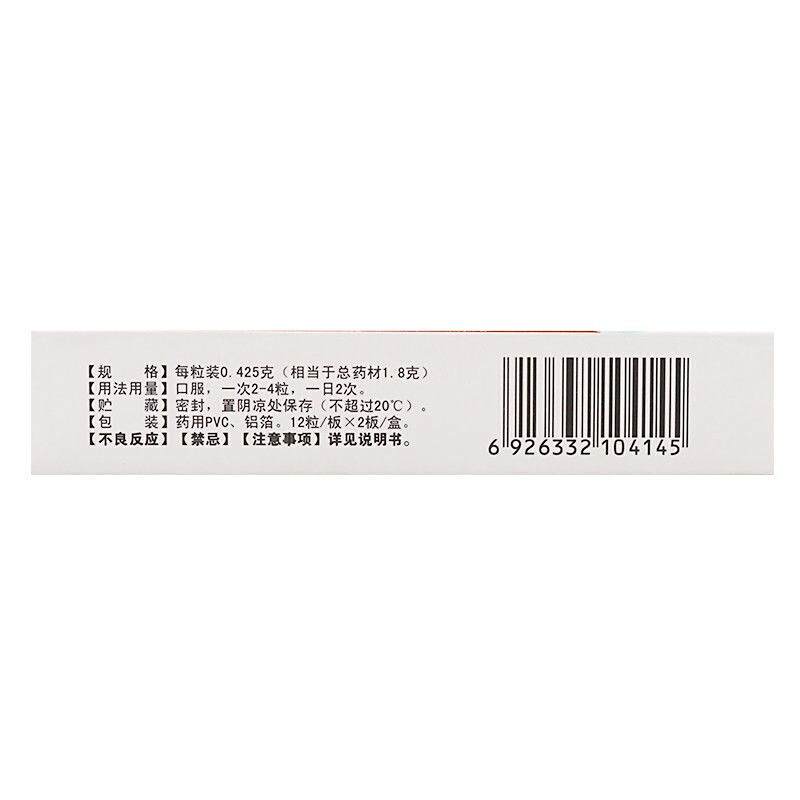 【规　格】每粒装0.425克（相当于总药材1.8克）
【用法用量】口服，一次2-4粒，一日2次。
【贮　藏】密封，置阴凉处保存（不超过20℃）。
【包　装】药用PVC、铝箔。12粒/板×2板/盒。
【不良反应】【禁忌】【注意事项】详见说明书。
6 926332 104145